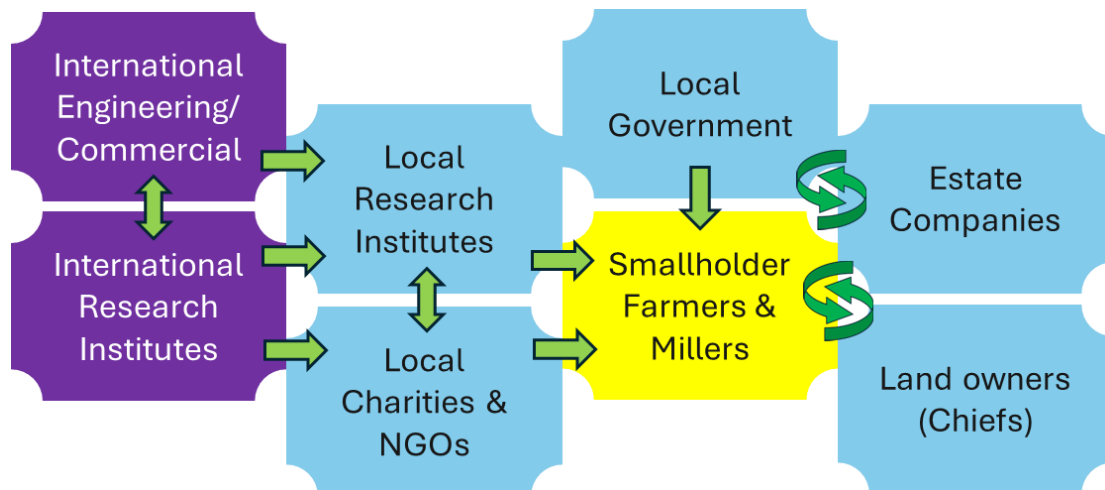 International
Engineering/
Commercial
International
Research
Institutes
Local
Research
Institutes
Local
Charities &
NGOs
Local
Government
Smallholder
Farmers &
Millers
Estate
Companies
Land owners
(Chiefs)